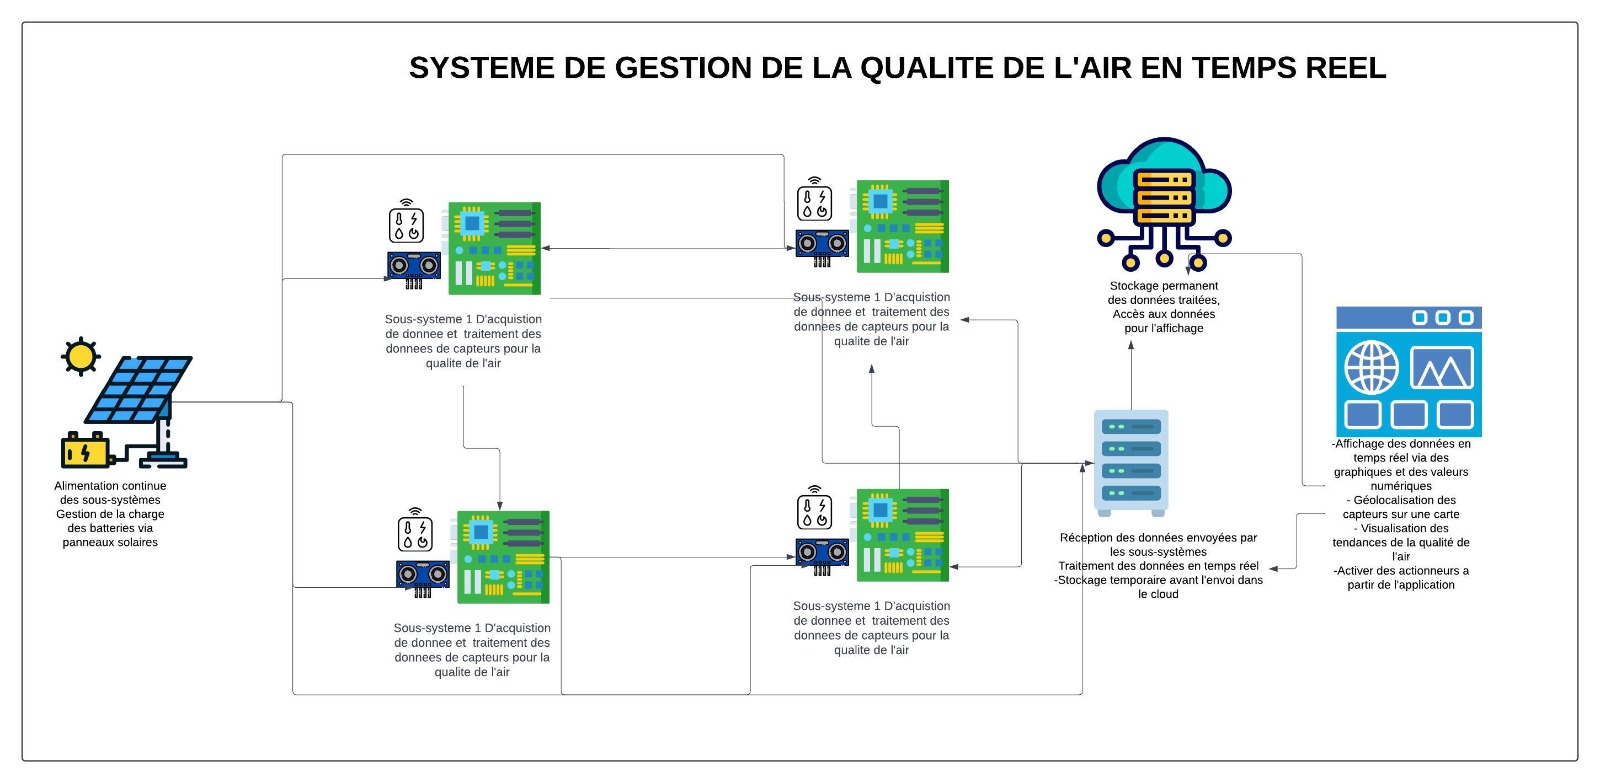 SYSTEME DE GESTION DE LA QUALITE DE L'AIR EN TEMPS REEL
Sous-systeme 1 D'acquistion
de donnee et  traitement des
donnees de capteurs pour la
qualite de l'air
Sous-systeme 1 D'acquistion
de donnee et  traitement des
donnees de capteurs pour la
qualite de l'air
Stockage permanent
des données traitées,
Accès aux données
pour l'affichage
Alimentation continue
des sous-systèmes
Gestion de la charge
des batteries via
panneaux solaires
Sous-systeme 1 D'acquistion
de donnee et  traitement des
donnees de capteurs pour la
qualite de l'air
Sous-systeme 1 D'acquistion
de donnee et  traitement des
donnees de capteurs pour la
qualite de l'air
Réception des données envoyées par
les sous-systèmes
Traitement des données en temps réel
-Stockage temporaire avant l'envoi dans
le cloud
-Affichage des données en
temps réel via des
graphiques et des valeurs
numériques
- Géolocalisation des
capteurs sur une carte
- Visualisation des
tendances de la qualité de
l'air
-Activer des actionneurs a
partir de l'application